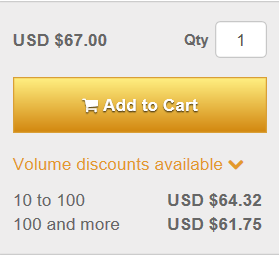 USD $67.00 Qty 1
Add to Cart
Volume discounts available
10 to 100 USD $64.32
100 and more USD $61.75